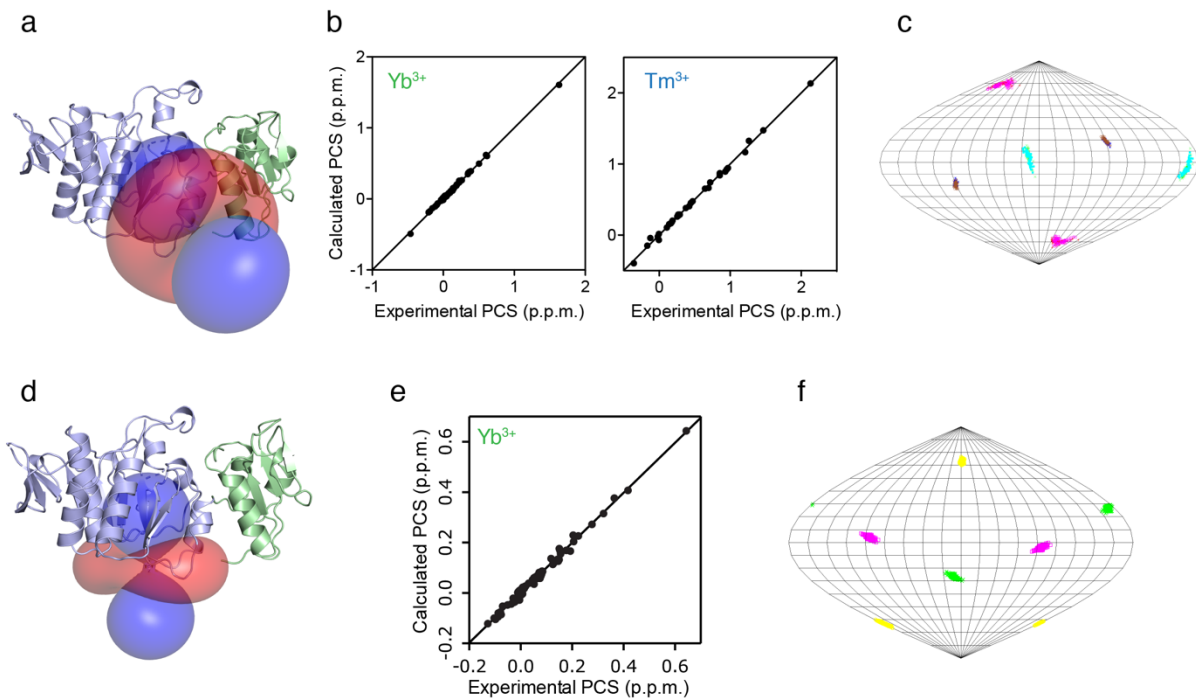 a
b
c
2
1
0
-1
-1
0
1
2
Calculated PCS (p.p.m.)
Experimental PCS (p.p.m.)
Yb³⁺
2
1
0
0
1
2
Calculated PCS (p.p.m.)
Experimental PCS (p.p.m.)
Tm³⁺
d
e
f
0.6
0.4
0.2
0.0
-0.2
-0.2
0.0
0.2
0.4
0.6
Calculated PCS (p.p.m.)
Experimental PCS (p.p.m.)
Yb³⁺